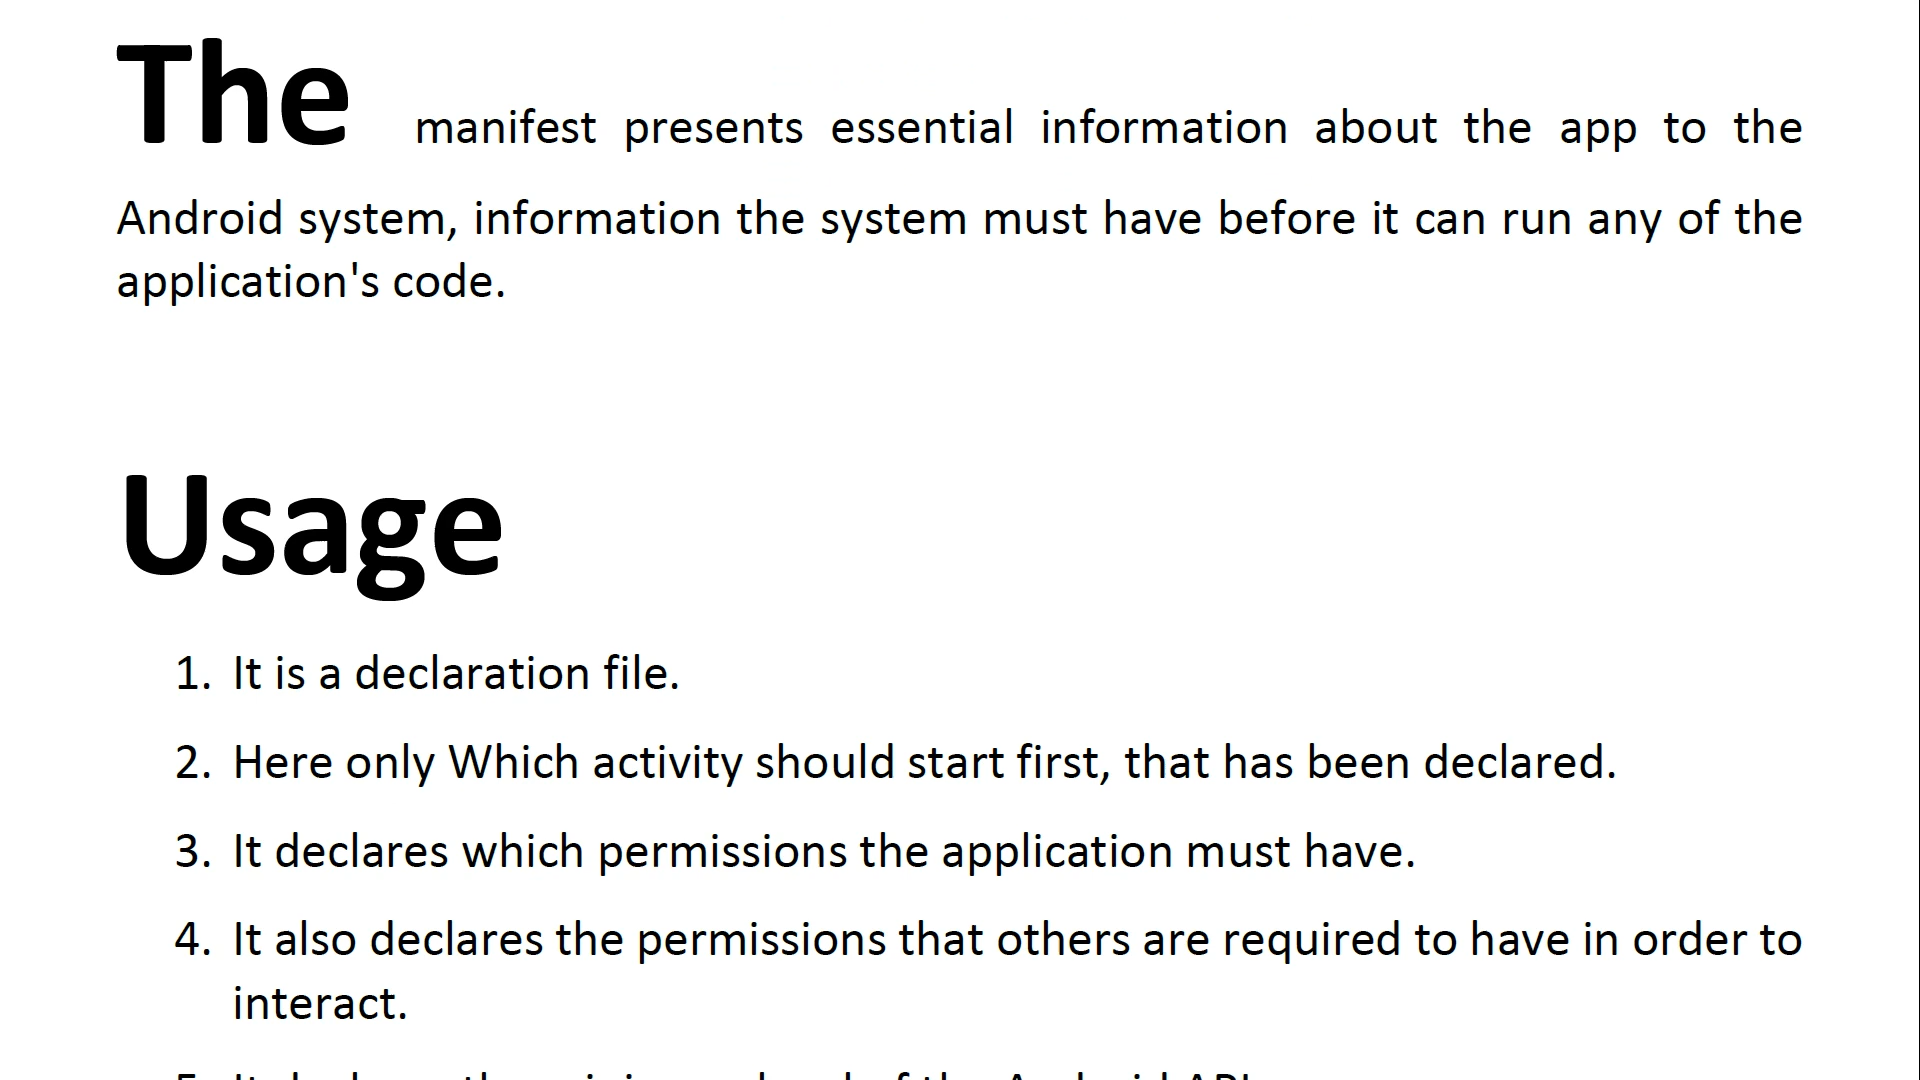 The manifest presents essential information about the app to the
Android system, information the system must have before it can run any of the
application's code.
Usage
1. It is a declaration file.
2. Here only Which activity should start first, that has been declared.
3. It declares which permissions the application must have.
4. It also declares the permissions that others are required to have in order to
interact.